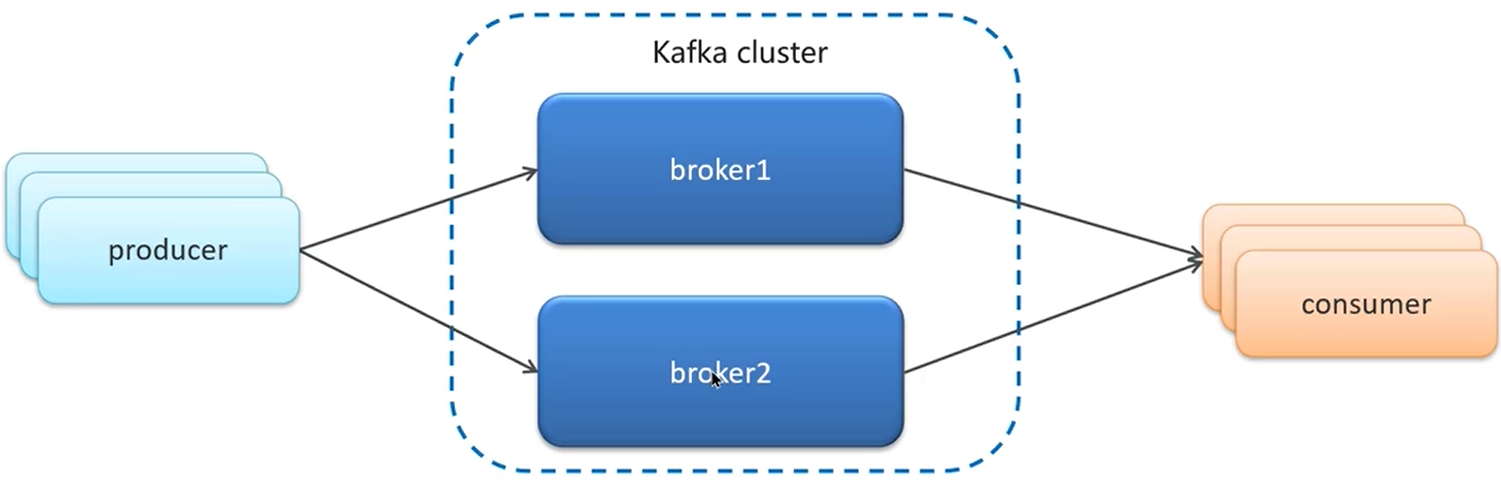 Kafka cluster
broker1
producer
broker2
consumer